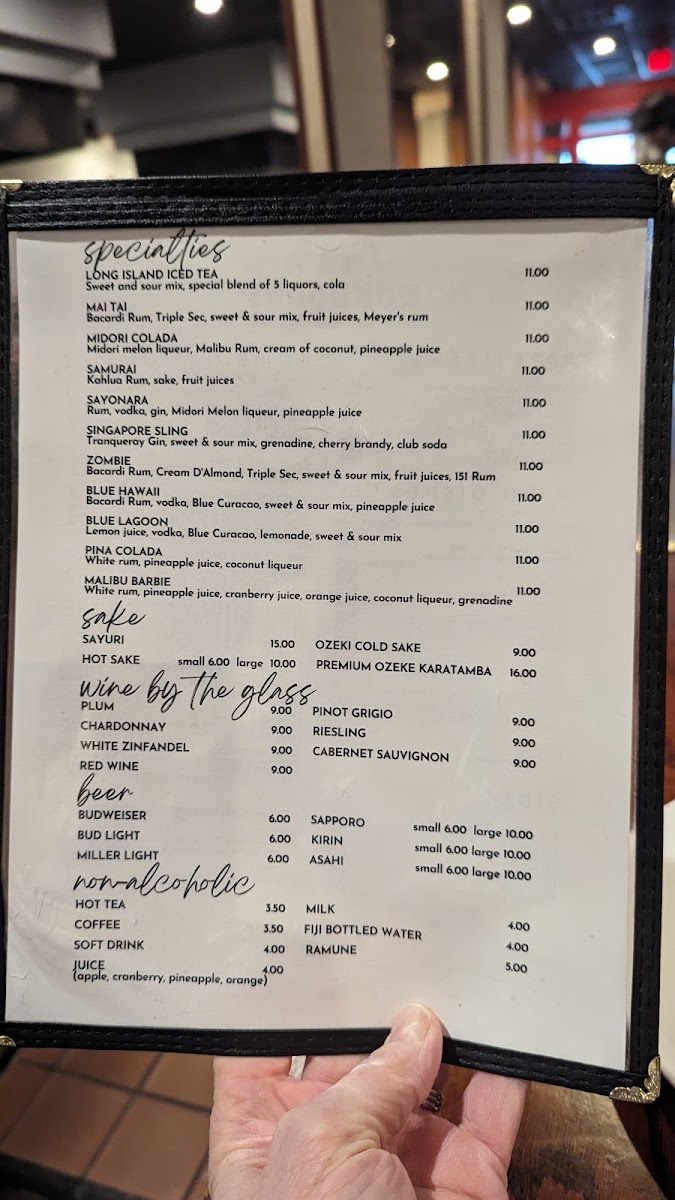 specialties
LONG ISLAND ICED TEA 11.00
Sweet and sour mix, special blend of 5 liquors, cola
MAI TAI 11.00
Bacardi Rum, Triple Sec, sweet & sour mix, fruit juices, Meyer's rum
MIDORI COLADA 11.00
Midori melon liqueur, Malibu Rum, cream of coconut, pineapple juice
SAMURAI 11.00
Kahlua Rum, sake, fruit juices
SAYONARA 11.00
Rum, vodka, gin, Midori Melon liqueur, pineapple juice
SINGAPORE SLING 11.00
Tranqueray Gin, sweet & sour mix, grenadine, cherry brandy, club soda
ZOMBIE 11.00
Bacardi Rum, Cream D'Almond, Triple Sec, sweet & sour mix, fruit juices, 151 Rum
BLUE HAWAII 11.00
Bacardi Rum, vodka, Blue Curacao, sweet & sour mix, pineapple juice
BLUE LAGOON 11.00
Lemon juice, vodka, Blue Curacao, lemonade, sweet & sour mix
PINA COLADA 11.00
White rum, pineapple juice, coconut liqueur
MALIBU BARBIE 11.00
White rum, pineapple juice, cranberry juice, orange juice, coconut liqueur, grenadine
sake
SAYURI 15.00 OZEKI COLD SAKE 9.00
HOT SAKE small 6.00 large 10.00 PREMIUM OZEKE KARATAMBA 16.00
wine by the glass
PLUM 9.00 PINOT GRIGIO 9.00
CHARDONNAY 9.00 RIESLING 9.00
WHITE ZINFANDEL 9.00 CABERNET SAUVIGNON 9.00
RED WINE 9.00
beer
BUDWEISER 6.00 SAPPORO small 6.00 large 10.00
BUD LIGHT 6.00 KIRIN small 6.00 large 10.00
MILLER LIGHT 6.00 ASAHI small 6.00 large 10.00
non-alcoholic
HOT TEA 3.50 MILK 4.00
COFFEE 3.50 FIJI BOTTLED WATER 4.00
SOFT DRINK 4.00 RAMUNE 5.00
JUICE 4.00
(apple, cranberry, pineapple, orange)